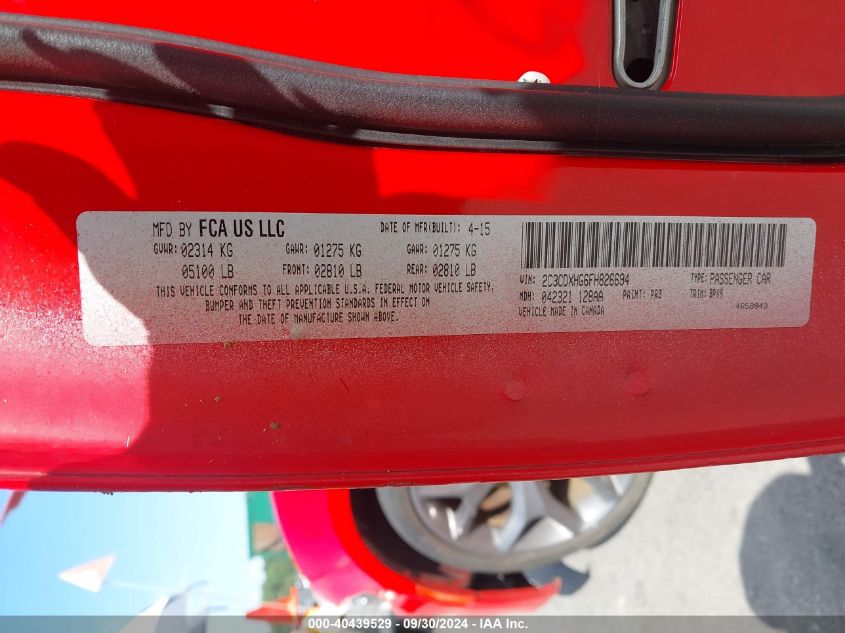 MFD BY FCA US LLC DATE OF MFR(BUILT): 4-15
GVWR: 02314 KG GAWR: 01275 KG GAWR: 01275 KG
05100 LB FRONT: 02810 LB REAR: 02810 LB
THIS VEHICLE CONFORMS TO ALL APPLICABLE U.S.A. FEDERAL MOTOR VEHICLE SAFETY,
BUMPER AND THEFT PREVENTION STANDARDS IN EFFECT ON
THE DATE OF MANUFACTURE SHOWN ABOVE.
VIN: 2C3CDXHG6FH826694 TYPE: PASSENGER CAR
MDH: 042321 128AA PAINT: PR3 TRIM: BPX9
VEHICLE MADE IN CANADA 4658943
000-40439529 - 09/30/2024 - IAA Inc.